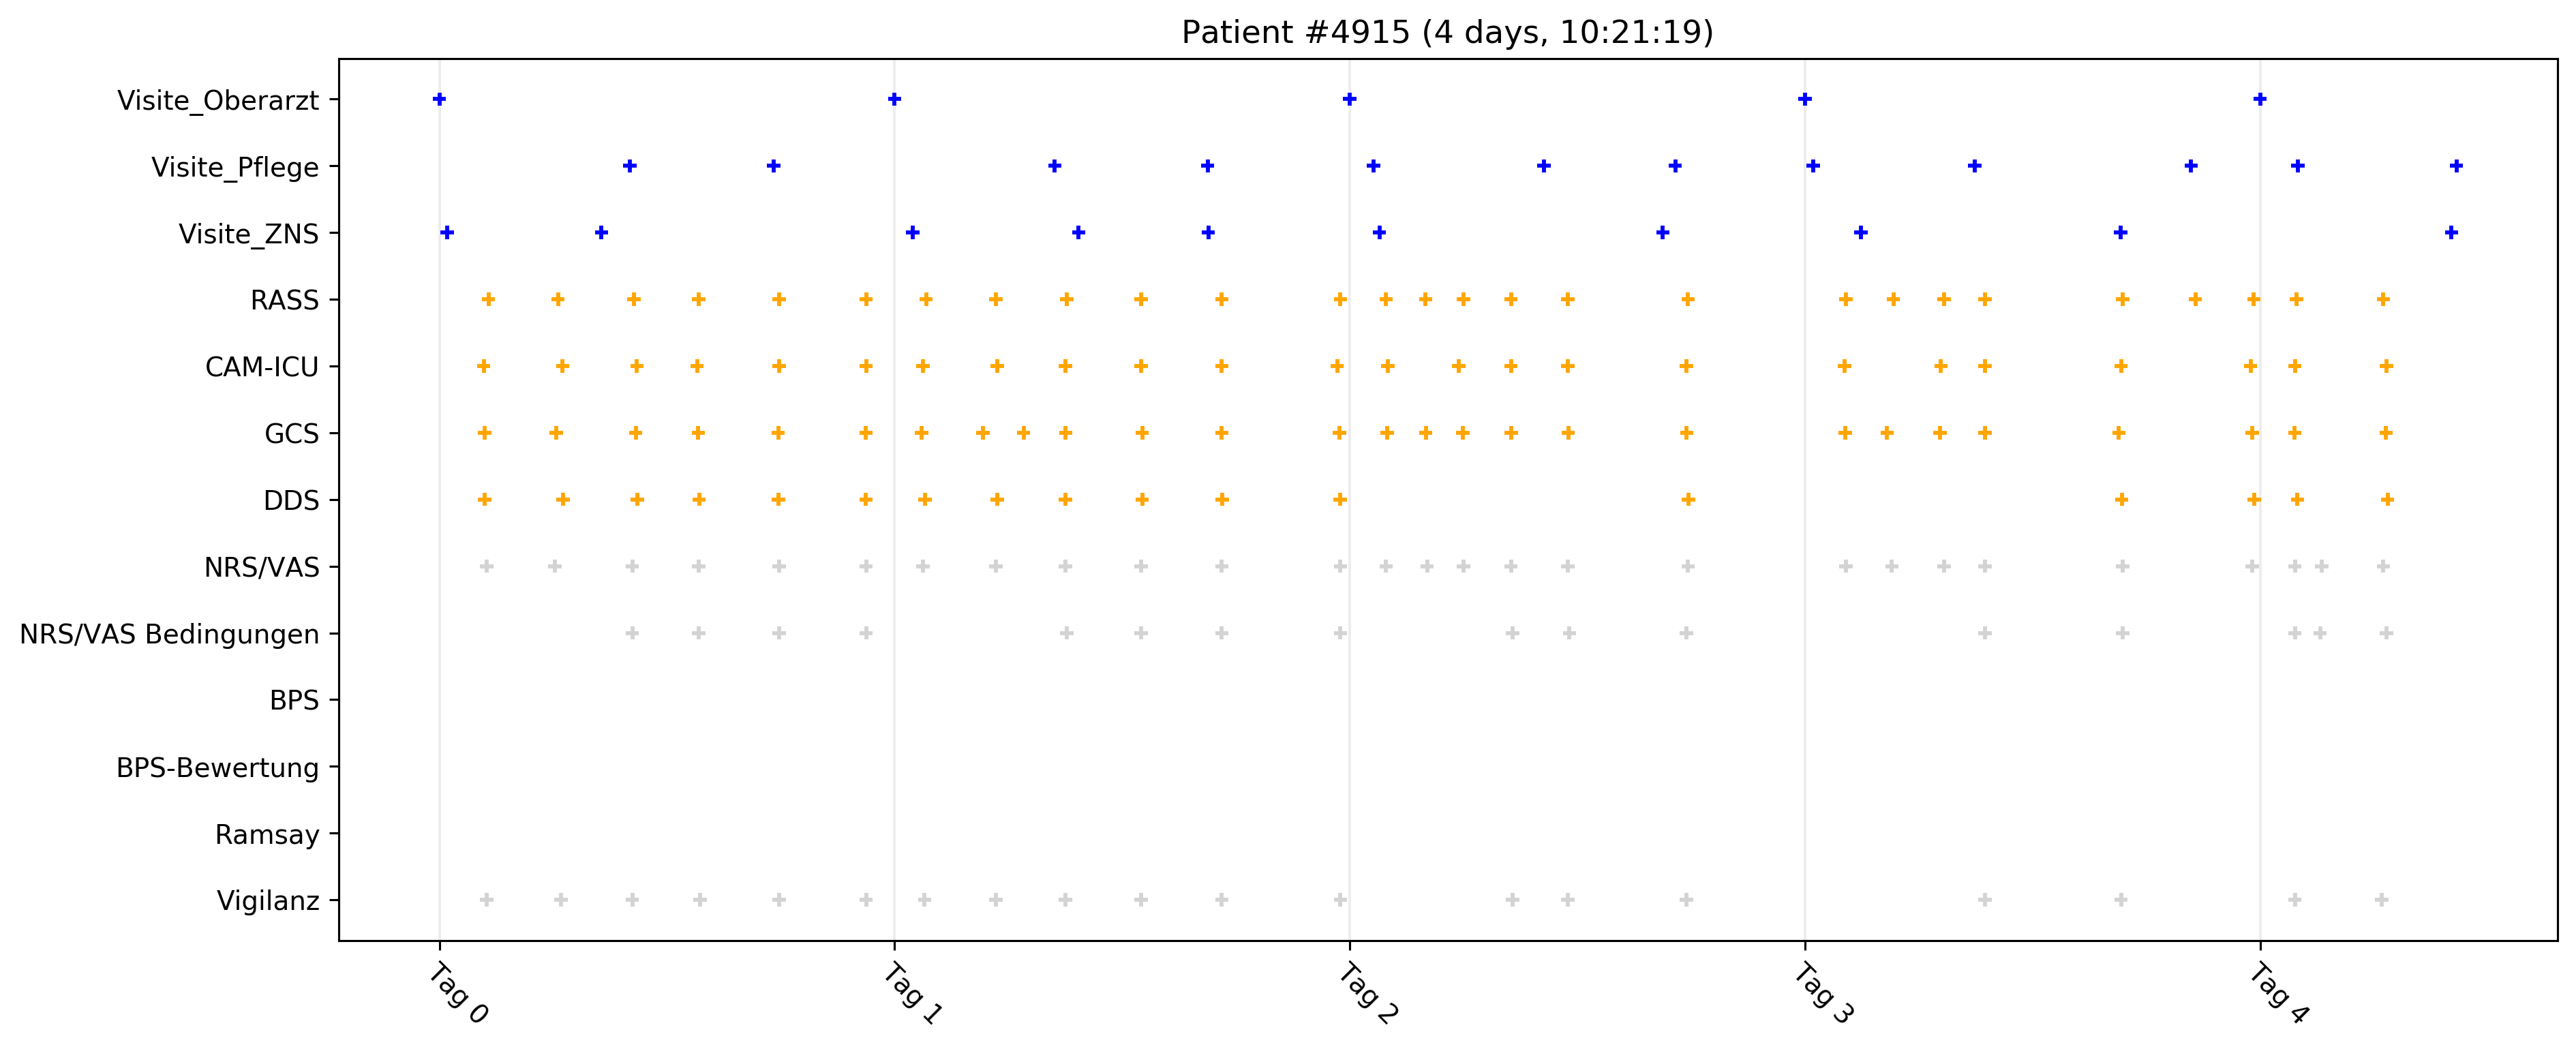 Patient #4915 (4 days, 10:21:19)
Visite_Oberarzt
Visite_Pflege
Visite_ZNS
RASS
CAM-ICU
GCS
DDS
NRS/VAS
NRS/VAS Bedingungen
BPS
BPS-Bewertung
Ramsay
Vigilanz
Tag 0
Tag 1
Tag 2
Tag 3
Tag 4